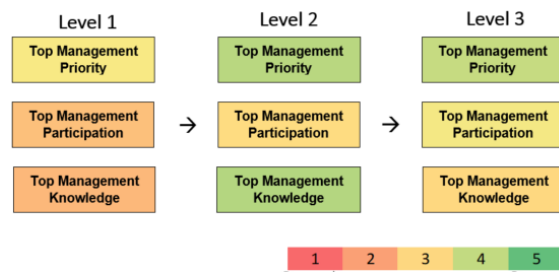 Level 1
Level 2
Level 3
Top Management
Priority
Top Management
Priority
Top Management
Priority
Top Management
Participation
→
Top Management
Participation
→
Top Management
Participation
Top Management
Knowledge
Top Management
Knowledge
Top Management
Knowledge
1 2 3 4 5